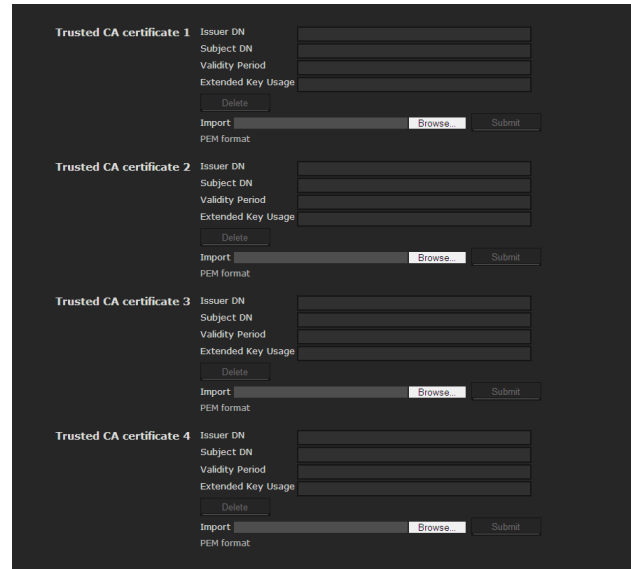 Trusted CA certificate 1 Issuer DN
Subject DN
Validity Period
Extended Key Usage
Delete
Import Browse... Submit
PEM format
Trusted CA certificate 2 Issuer DN
Subject DN
Validity Period
Extended Key Usage
Delete
Import Browse... Submit
PEM format
Trusted CA certificate 3 Issuer DN
Subject DN
Validity Period
Extended Key Usage
Delete
Import Browse... Submit
PEM format
Trusted CA certificate 4 Issuer DN
Subject DN
Validity Period
Extended Key Usage
Delete
Import Browse... Submit
PEM format